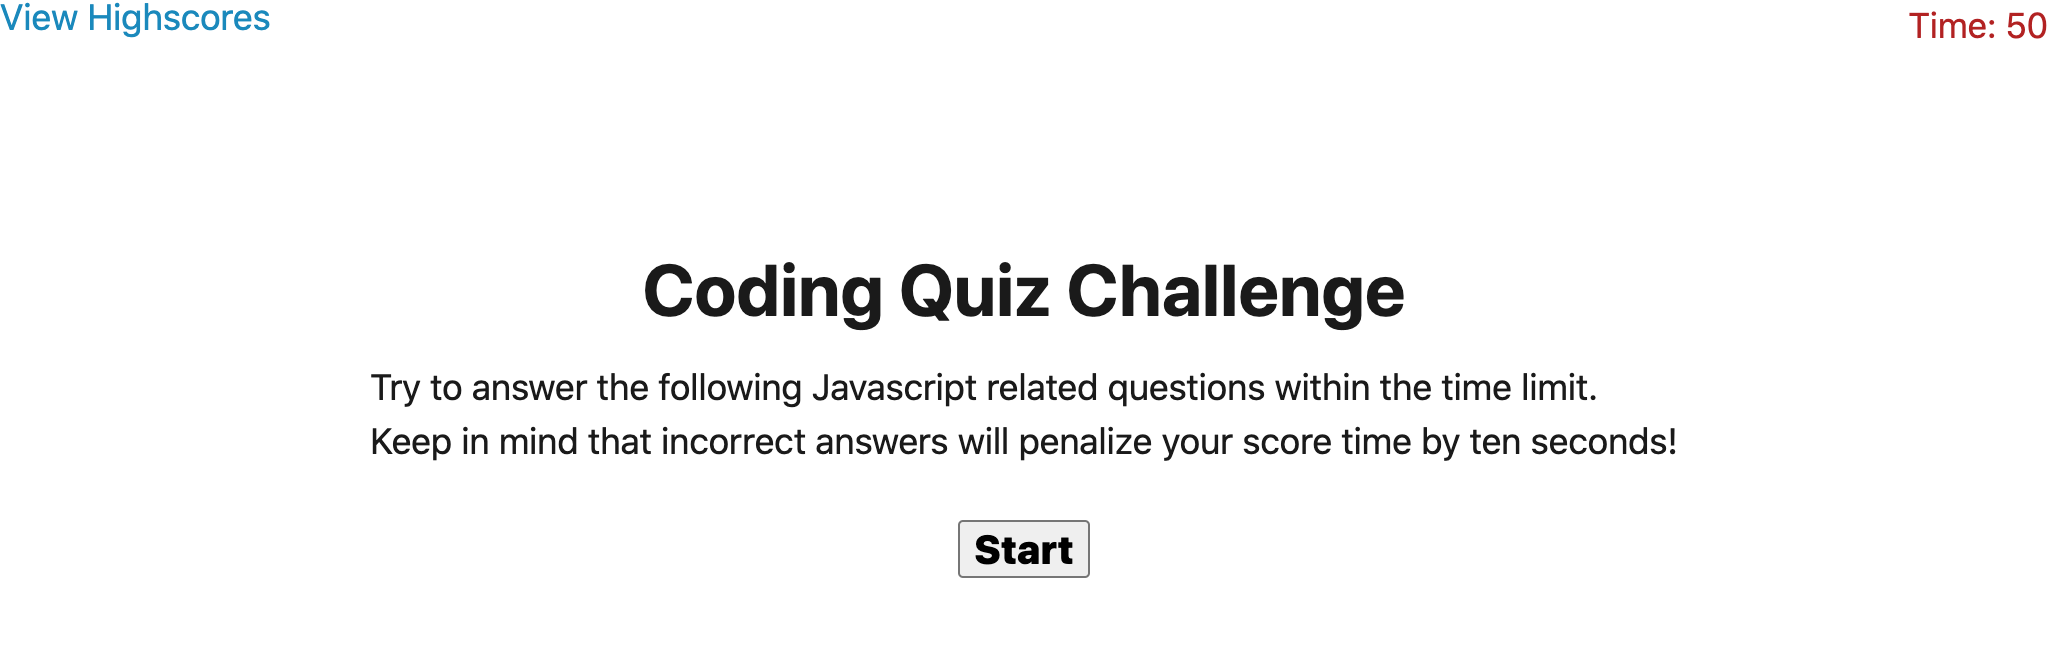 View Highscores
Time: 50
Coding Quiz Challenge
Try to answer the following Javascript related questions within the time limit.
Keep in mind that incorrect answers will penalize your score time by ten seconds!
Start